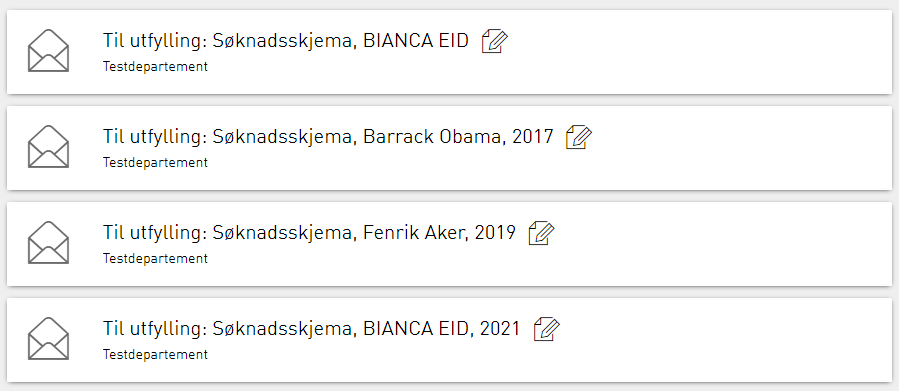 Til utfylling: Søknadsskjema, BIANCA EID
Testdepartement
Til utfylling: Søknadsskjema, Barrack Obama, 2017
Testdepartement
Til utfylling: Søknadsskjema, Fenrik Aker, 2019
Testdepartement
Til utfylling: Søknadsskjema, BIANCA EID, 2021
Testdepartement